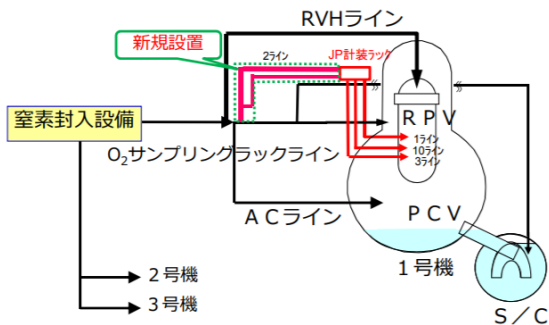 RVHライン
新規設置
2ライン
JP計装ラック
窒素封入設備
RPV
O₂サンプリングラックライン
1ライン
10ライン
3ライン
ACライン
PCV
1号機
2号機
3号機
S/C